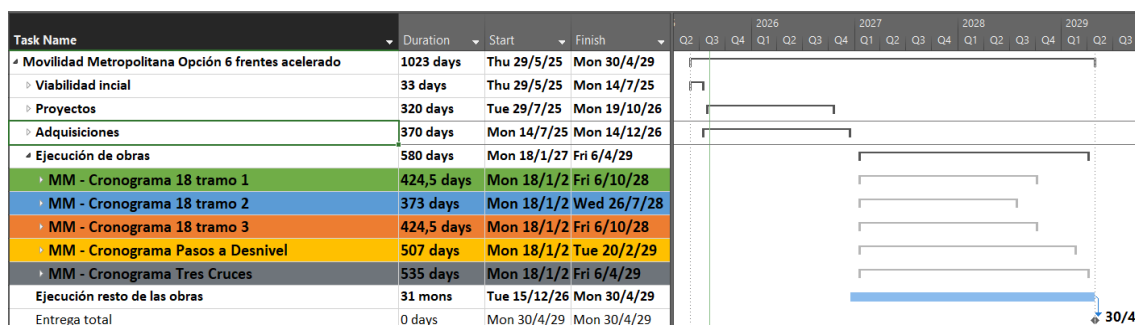 2026 2027 2028 2029
Task Name Duration Start Finish Q2 Q3 Q4 Q1 Q2 Q3 Q4 Q1 Q2 Q3 Q4 Q1 Q2 Q3 Q4 Q1 Q2 Q3
Movilidad Metropolitana Opción 6 frentes acelerado 1023 days Thu 29/5/25 Mon 30/4/29
Viabilidad incial 33 days Thu 29/5/25 Mon 14/7/25
Proyectos 320 days Tue 29/7/25 Mon 19/10/26
Adquisiciones 370 days Mon 14/7/25 Mon 14/12/26
Ejecución de obras 580 days Mon 18/1/27 Fri 6/4/29
MM - Cronograma 18 tramo 1 424,5 days Mon 18/1/2 Fri 6/10/28
MM - Cronograma 18 tramo 2 373 days Mon 18/1/2 Wed 26/7/28
MM - Cronograma 18 tramo 3 424,5 days Mon 18/1/2 Fri 6/10/28
MM - Cronograma Pasos a Desnivel 507 days Mon 18/1/2 Tue 20/2/29
MM - Cronograma Tres Cruces 535 days Mon 18/1/2 Fri 6/4/29
Ejecución resto de las obras 31 mons Tue 15/12/26 Mon 30/4/29
Entrega total 0 days Mon 30/4/29 Mon 30/4/29 30/4